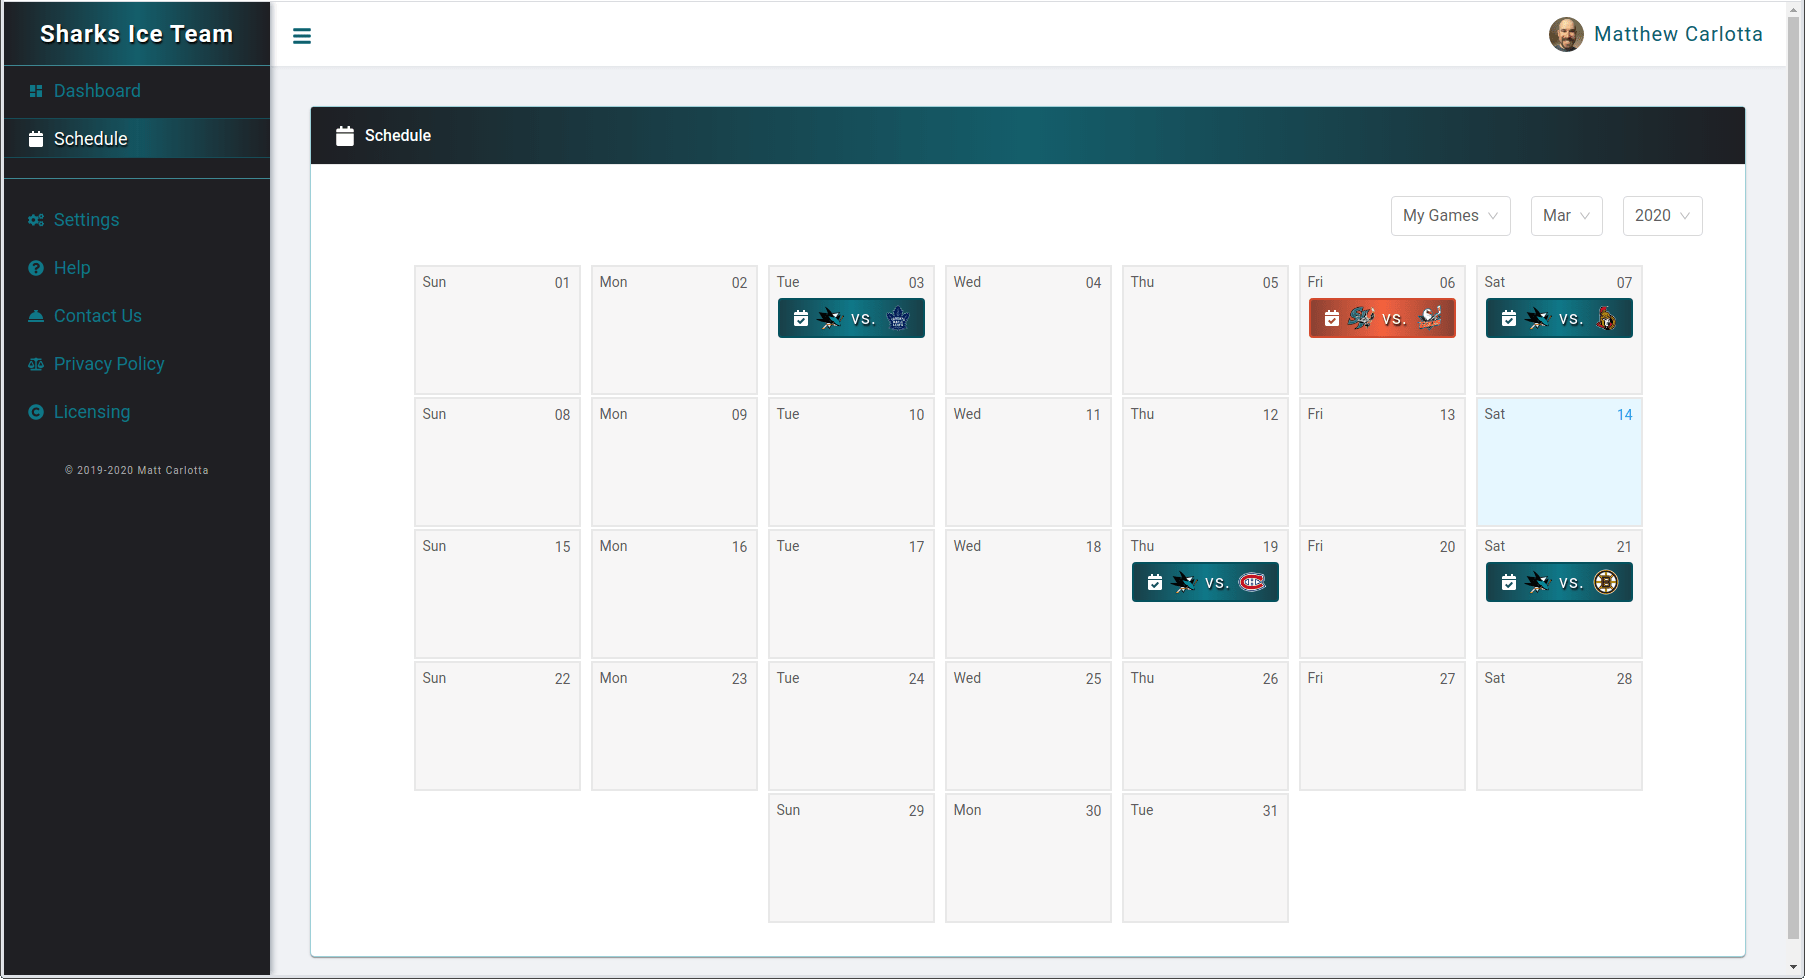 Sharks Ice Team
Matthew Carlotta
Dashboard
Schedule
Settings
Help
Contact Us
Privacy Policy
Licensing
© 2019-2020 Matt Carlotta
Schedule
My Games
Mar
2020
Sun 01 Mon 02 Tue 03 Wed 04 Thu 05 Fri 06 Sat 07
VS. VS. VS.
Sun 08 Mon 09 Tue 10 Wed 11 Thu 12 Fri 13 Sat 14
Sun 15 Mon 16 Tue 17 Wed 18 Thu 19 Fri 20 Sat 21
VS. VS. B
Sun 22 Mon 23 Tue 24 Wed 25 Thu 26 Fri 27 Sat 28
Sun 29 Mon 30 Tue 31